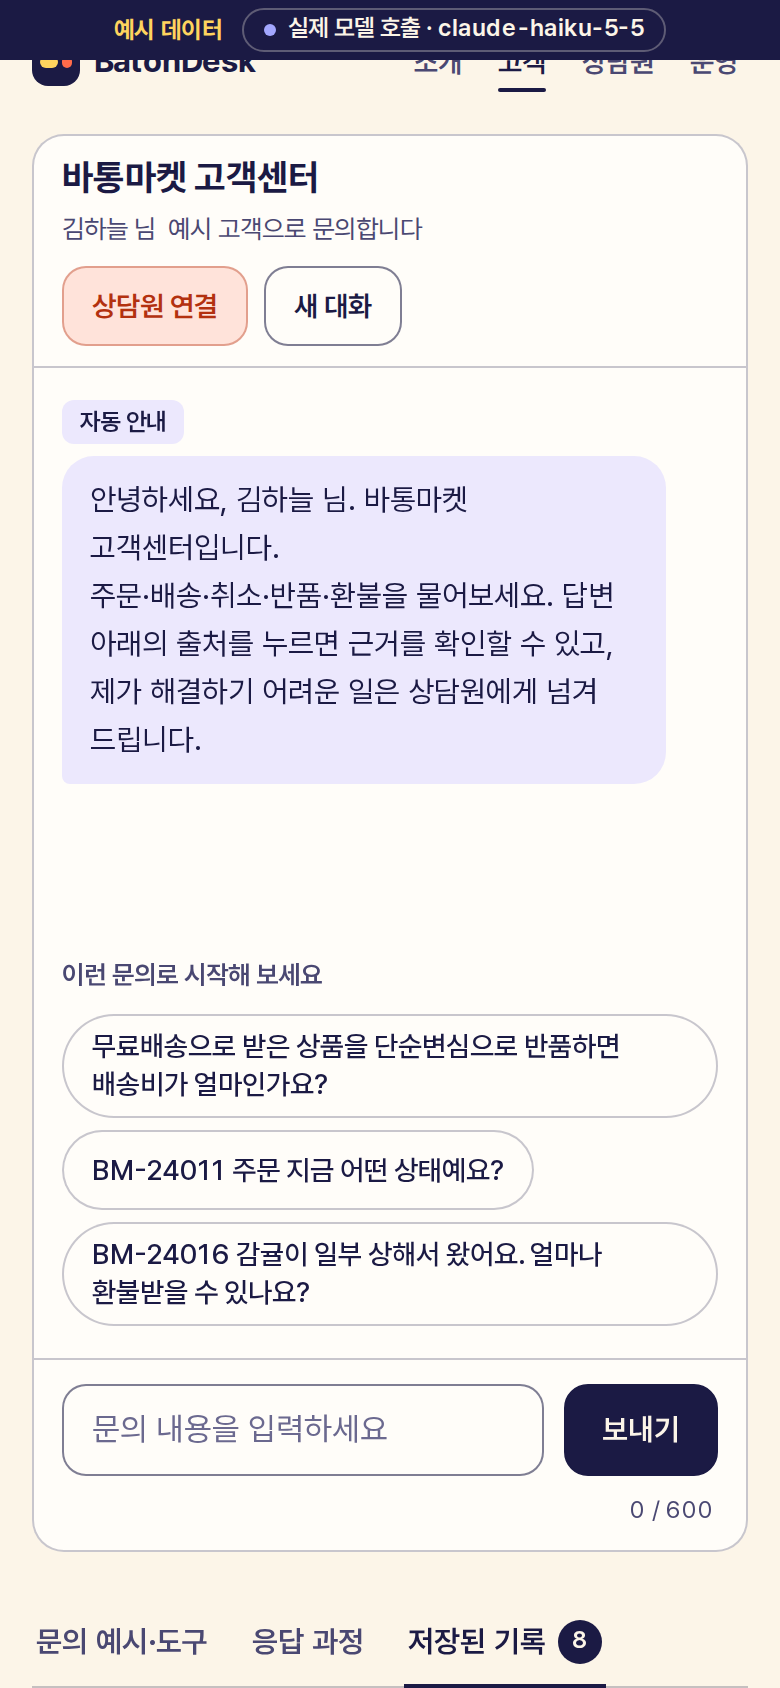 예시 데이터
실제 모델 호출 · claude-haiku-5-5
BatonDesk
소개 고객 상담원 운영
바통마켓 고객센터
김하늘 님 예시 고객으로 문의합니다
상담원 연결
새 대화
자동 안내
안녕하세요, 김하늘 님. 바통마켓
고객센터입니다.
주문·배송·취소·반품·환불을 물어보세요. 답변
아래의 출처를 누르면 근거를 확인할 수 있고,
제가 해결하기 어려운 일은 상담원에게 넘겨
드립니다.
이런 문의로 시작해 보세요
무료배송으로 받은 상품을 단순변심으로 반품하면
배송비가 얼마인가요?
BM-24011 주문 지금 어떤 상태예요?
BM-24016 감귤이 일부 상해서 왔어요. 얼마나
환불받을 수 있나요?
문의 내용을 입력하세요
보내기
0 / 600
문의 예시·도구
응답 과정
저장된 기록 8